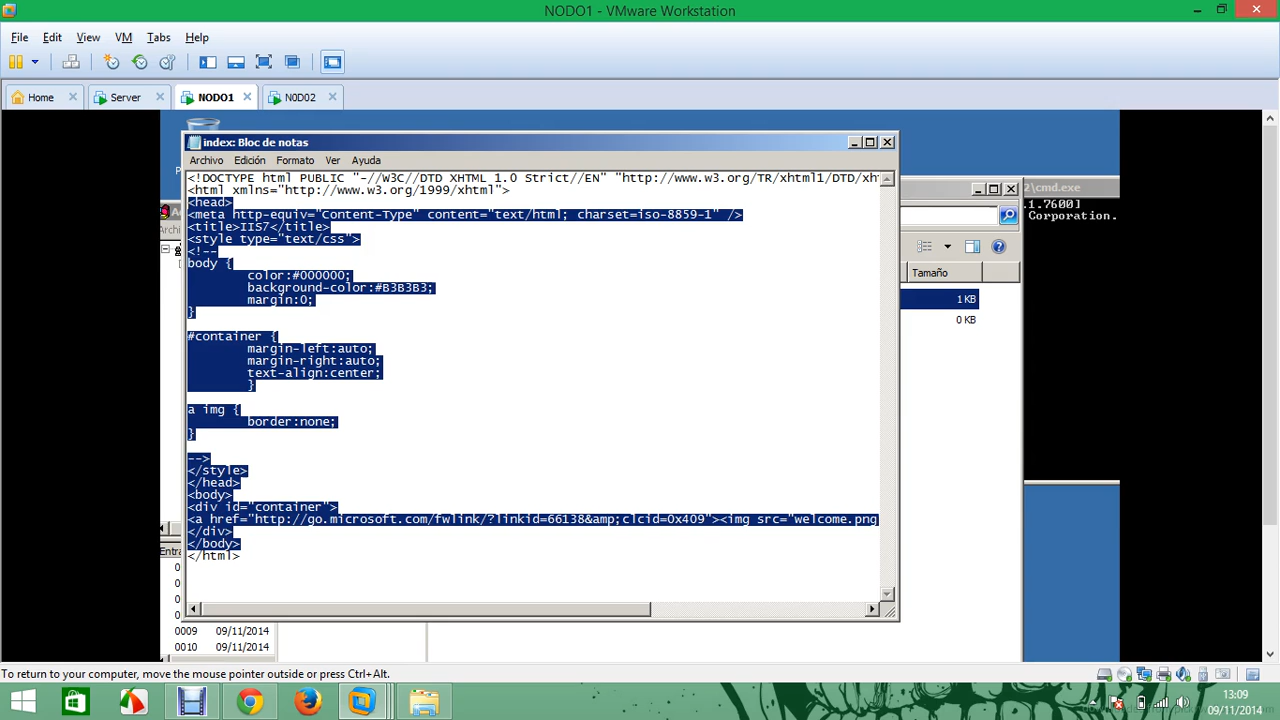 NODO1 - VMware Workstation
File Edit View VM Tabs Help
Home Server NODO1 N0D02
index: Bloc de notas
Archivo Edición Formato Ver Ayuda
<!DOCTYPE html PUBLIC "-//W3C//DTD XHTML 1.0 Strict//EN" "http://www.w3.org/TR/xhtml1/DTD/xh
<html xmlns="http://www.w3.org/1999/xhtml">
<head>
<meta http-equiv="Content-Type" content="text/html; charset=iso-8859-1" />
<title>IIS7</title>
<style type="text/css">
<!--
body {
color:#000000;
background-color:#B3B3B3;
margin:0;
}
#container {
margin-left:auto;
margin-right:auto;
text-align:center;
}
a img {
border:none;
}
-->
</style>
</head>
<body>
<div id="container">
<a href="http://go.microsoft.com/fwlink/?linkid=66138&amp;clcid=0x409"><img src="welcome.png
</div>
</body>
</html>
2\cmd.exe
.1.7600]
Corporation.
Tamaño
1 KB
0 KB
Archi
Entra
0009 09/11/2014
0010 09/11/2014
To return to your computer, move the mouse pointer outside or press Ctrl+Alt.
13:09
09/11/2014